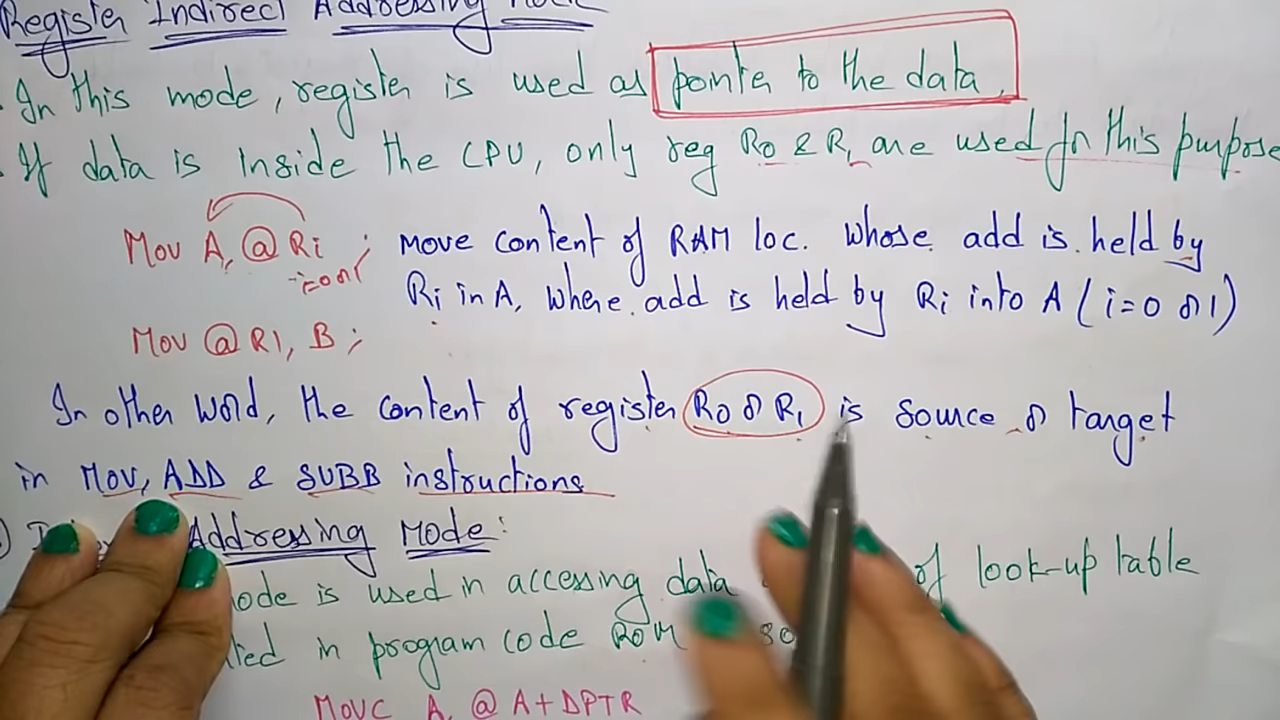 Register Indirect Addressing Mode
. In this mode, register is used as pointer to the data.
. If data is inside the CPU, only reg R0 & R1 are used for this purpose
Mov A, @ Ri ; move content of RAM loc. whose add is held by
i=0 or 1 Ri in A, where add is held by Ri into A (i=0 or 1)
Mov @ R1, B ;
In other word, the content of register R0 or R1 is source or target
in Mov, ADD & SUBB instructions
) Addressing Mode:
mode is used in accessing data of look-up table
in program code ROM
MOVC A, @ A+DPTR